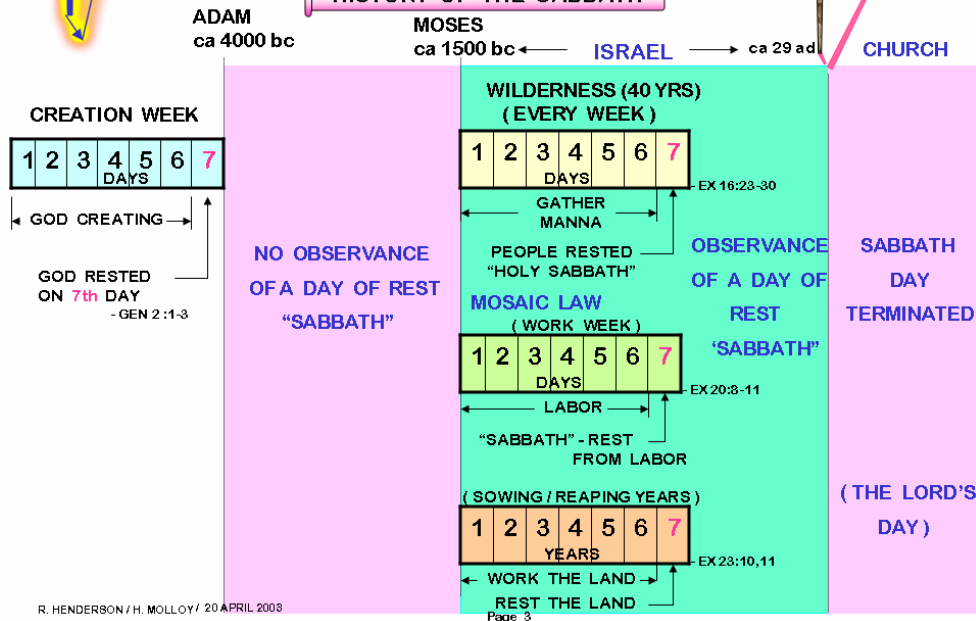 HISTORY OF THE SABBATH
ADAM
ca 4000 bc
MOSES
ca 1500 bc
ISRAEL
ca 29 ad
CHURCH
CREATION WEEK
1 2 3 4 5 6 7
DAYS
GOD CREATING
GOD RESTED
ON 7th DAY
- GEN 2 :1-3
NO OBSERVANCE
OF A DAY OF REST
“SABBATH”
WILDERNESS (40 YRS)
( EVERY WEEK )
1 2 3 4 5 6 7
DAYS
- EX 16:23-30
GATHER
MANNA
PEOPLE RESTED
“HOLY SABBATH”
MOSAIC LAW
( WORK WEEK )
1 2 3 4 5 6 7
DAYS
- EX 20:8-11
LABOR
“SABBATH” - REST
FROM LABOR
( SOWING / REAPING YEARS )
1 2 3 4 5 6 7
YEARS
- EX 23:10,11
WORK THE LAND
REST THE LAND
OBSERVANCE
OF A DAY OF
REST
‘SABBATH”
SABBATH
DAY
TERMINATED
( THE LORD’S
DAY )
R. HENDERSON / H. MOLLOY / 20 APRIL 2003
Page 3